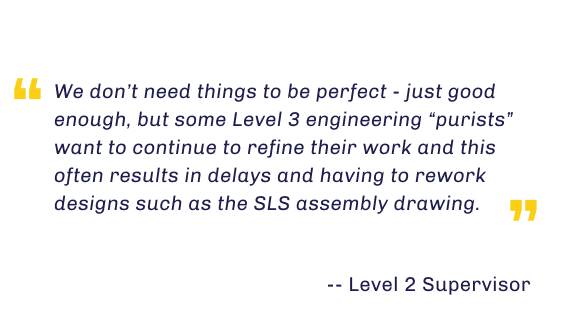 “
We don’t need things to be perfect - just good
enough, but some Level 3 engineering “purists”
want to continue to refine their work and this
often results in delays and having to rework
designs such as the SLS assembly drawing.
”
-- Level 2 Supervisor